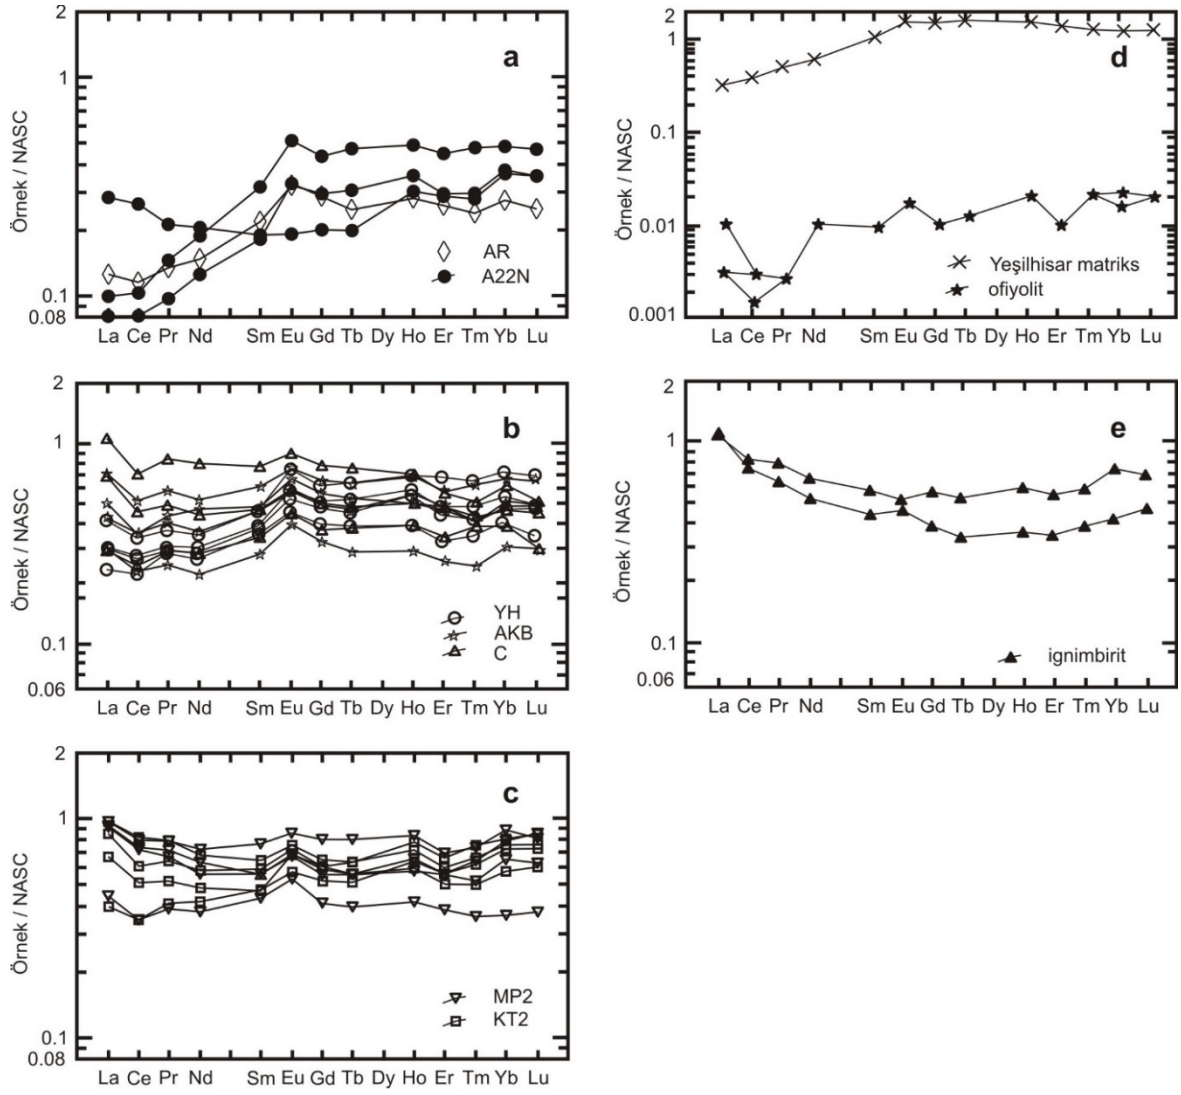 2
a
1
Örnek / NASC
AR
A22N
0.1
0.08
La Ce Pr Nd Sm Eu Gd Tb Dy Ho Er Tm Yb Lu
2
d
1
0.1
Örnek / NASC
0.01
Yeşilhisar matriks
ofiyolit
0.001
La Ce Pr Nd Sm Eu Gd Tb Dy Ho Er Tm Yb Lu
2
b
1
Örnek / NASC
YH
AKB
C
0.1
0.06
La Ce Pr Nd Sm Eu Gd Tb Dy Ho Er Tm Yb Lu
2
e
1
Örnek / NASC
ignimbirit
0.1
0.06
La Ce Pr Nd Sm Eu Gd Tb Dy Ho Er Tm Yb Lu
2
c
1
Örnek / NASC
MP2
KT2
0.1
0.08
La Ce Pr Nd Sm Eu Gd Tb Dy Ho Er Tm Yb Lu